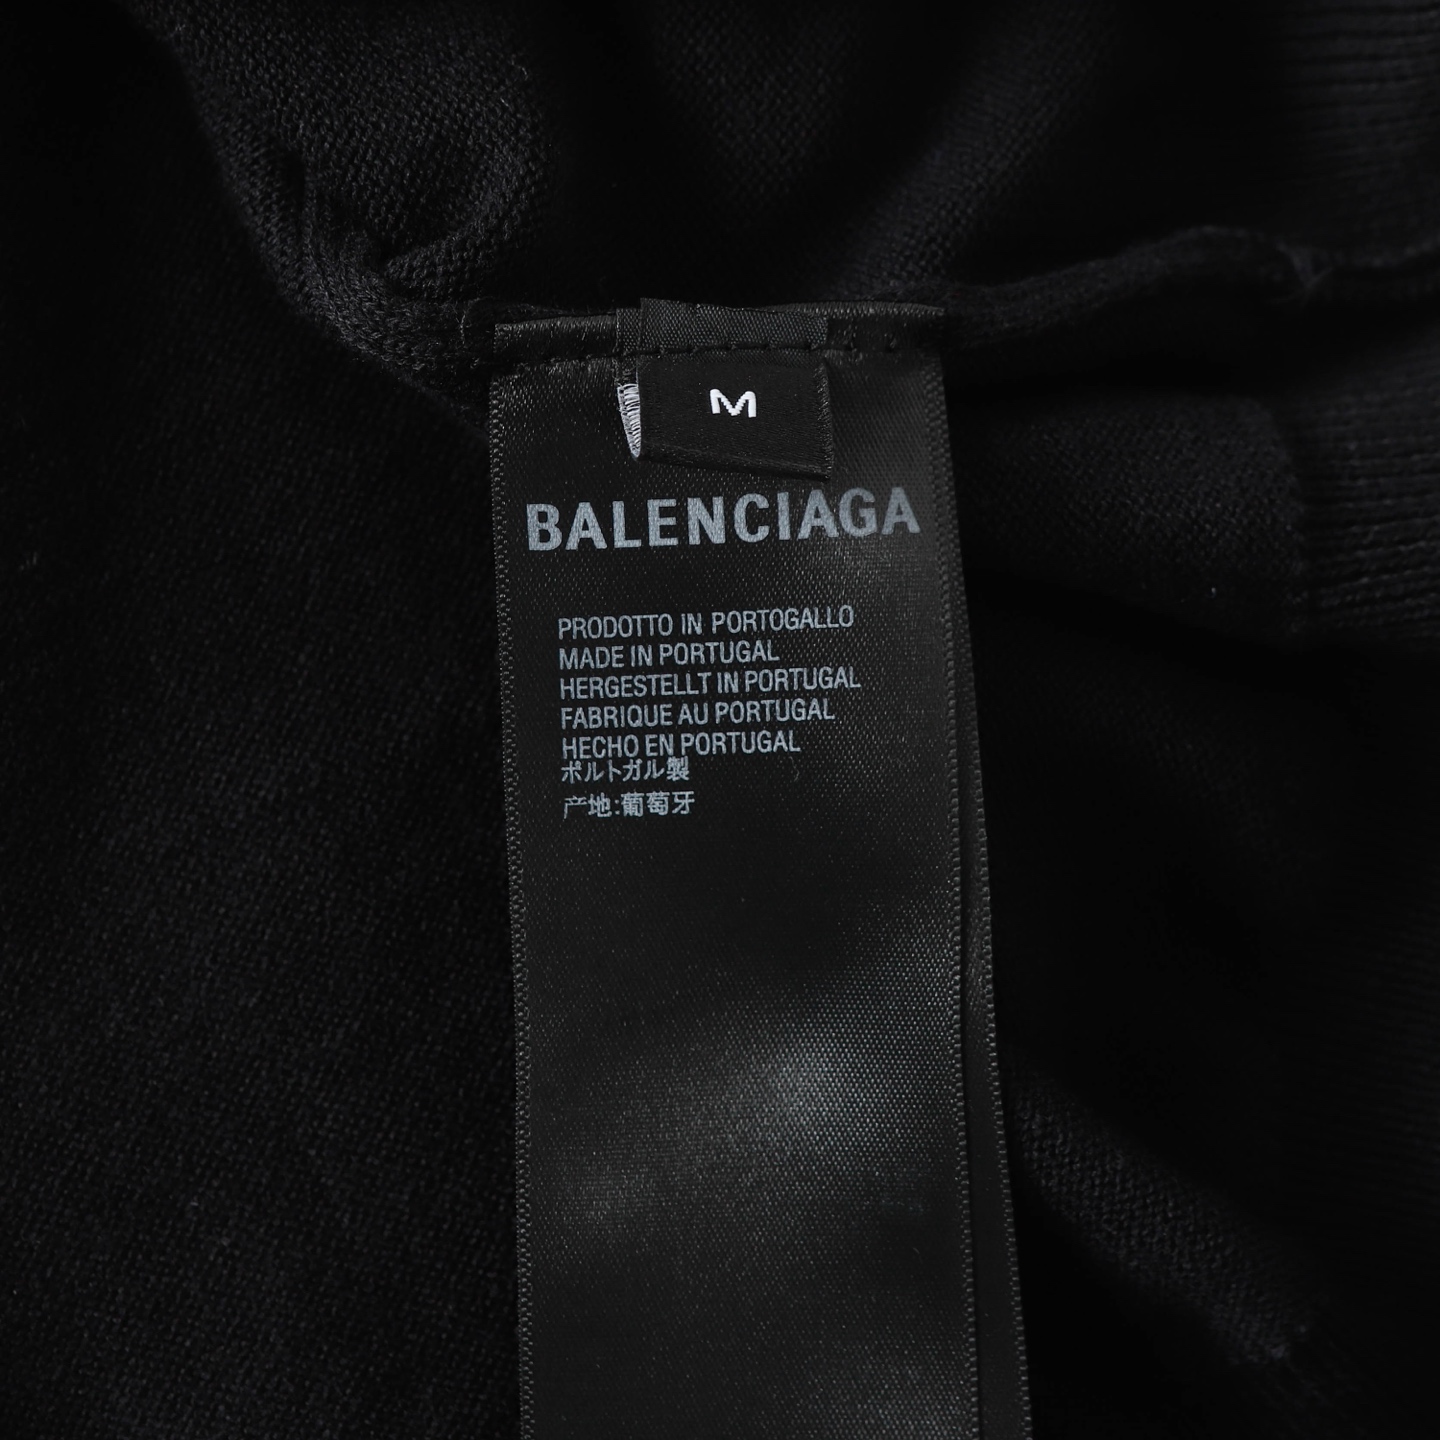 M
BALENCIAGA
PRODOTTO IN PORTOGALLO
MADE IN PORTUGAL
HERGESTELLT IN PORTUGAL
FABRIQUE AU PORTUGAL
HECHO EN PORTUGAL
ポルトガル製
产地:葡萄牙